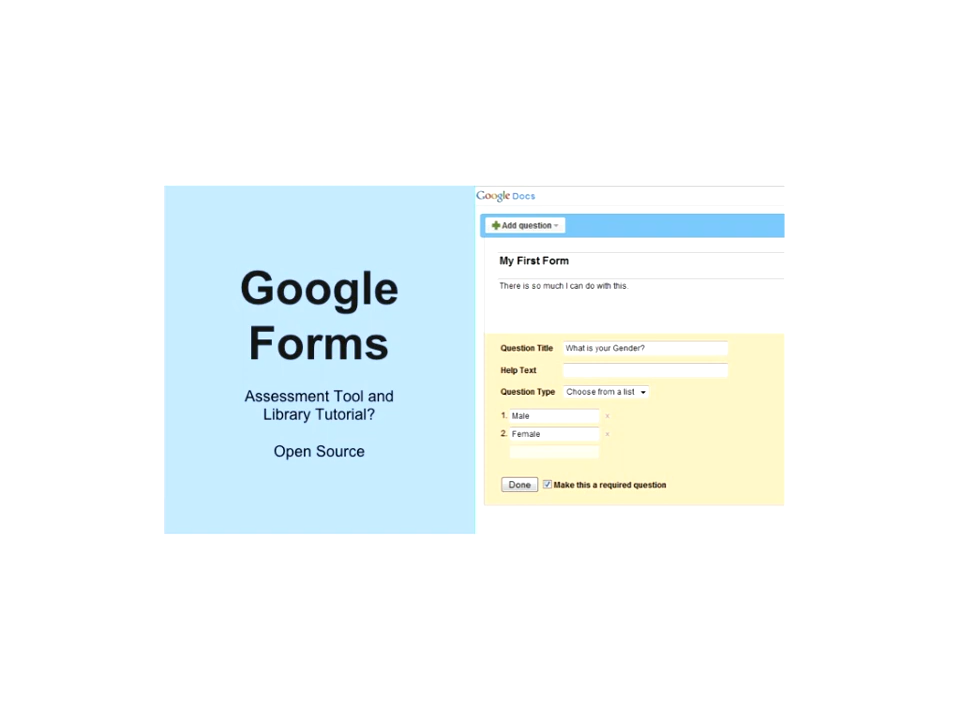 Google
Forms
Assessment Tool and
Library Tutorial?
Open Source
Google Docs
Add question
My First Form
There is so much I can do with this.
Question Title What is your Gender?
Help Text
Question Type Choose from a list
1. Male x
2. Female x
Done Make this a required question